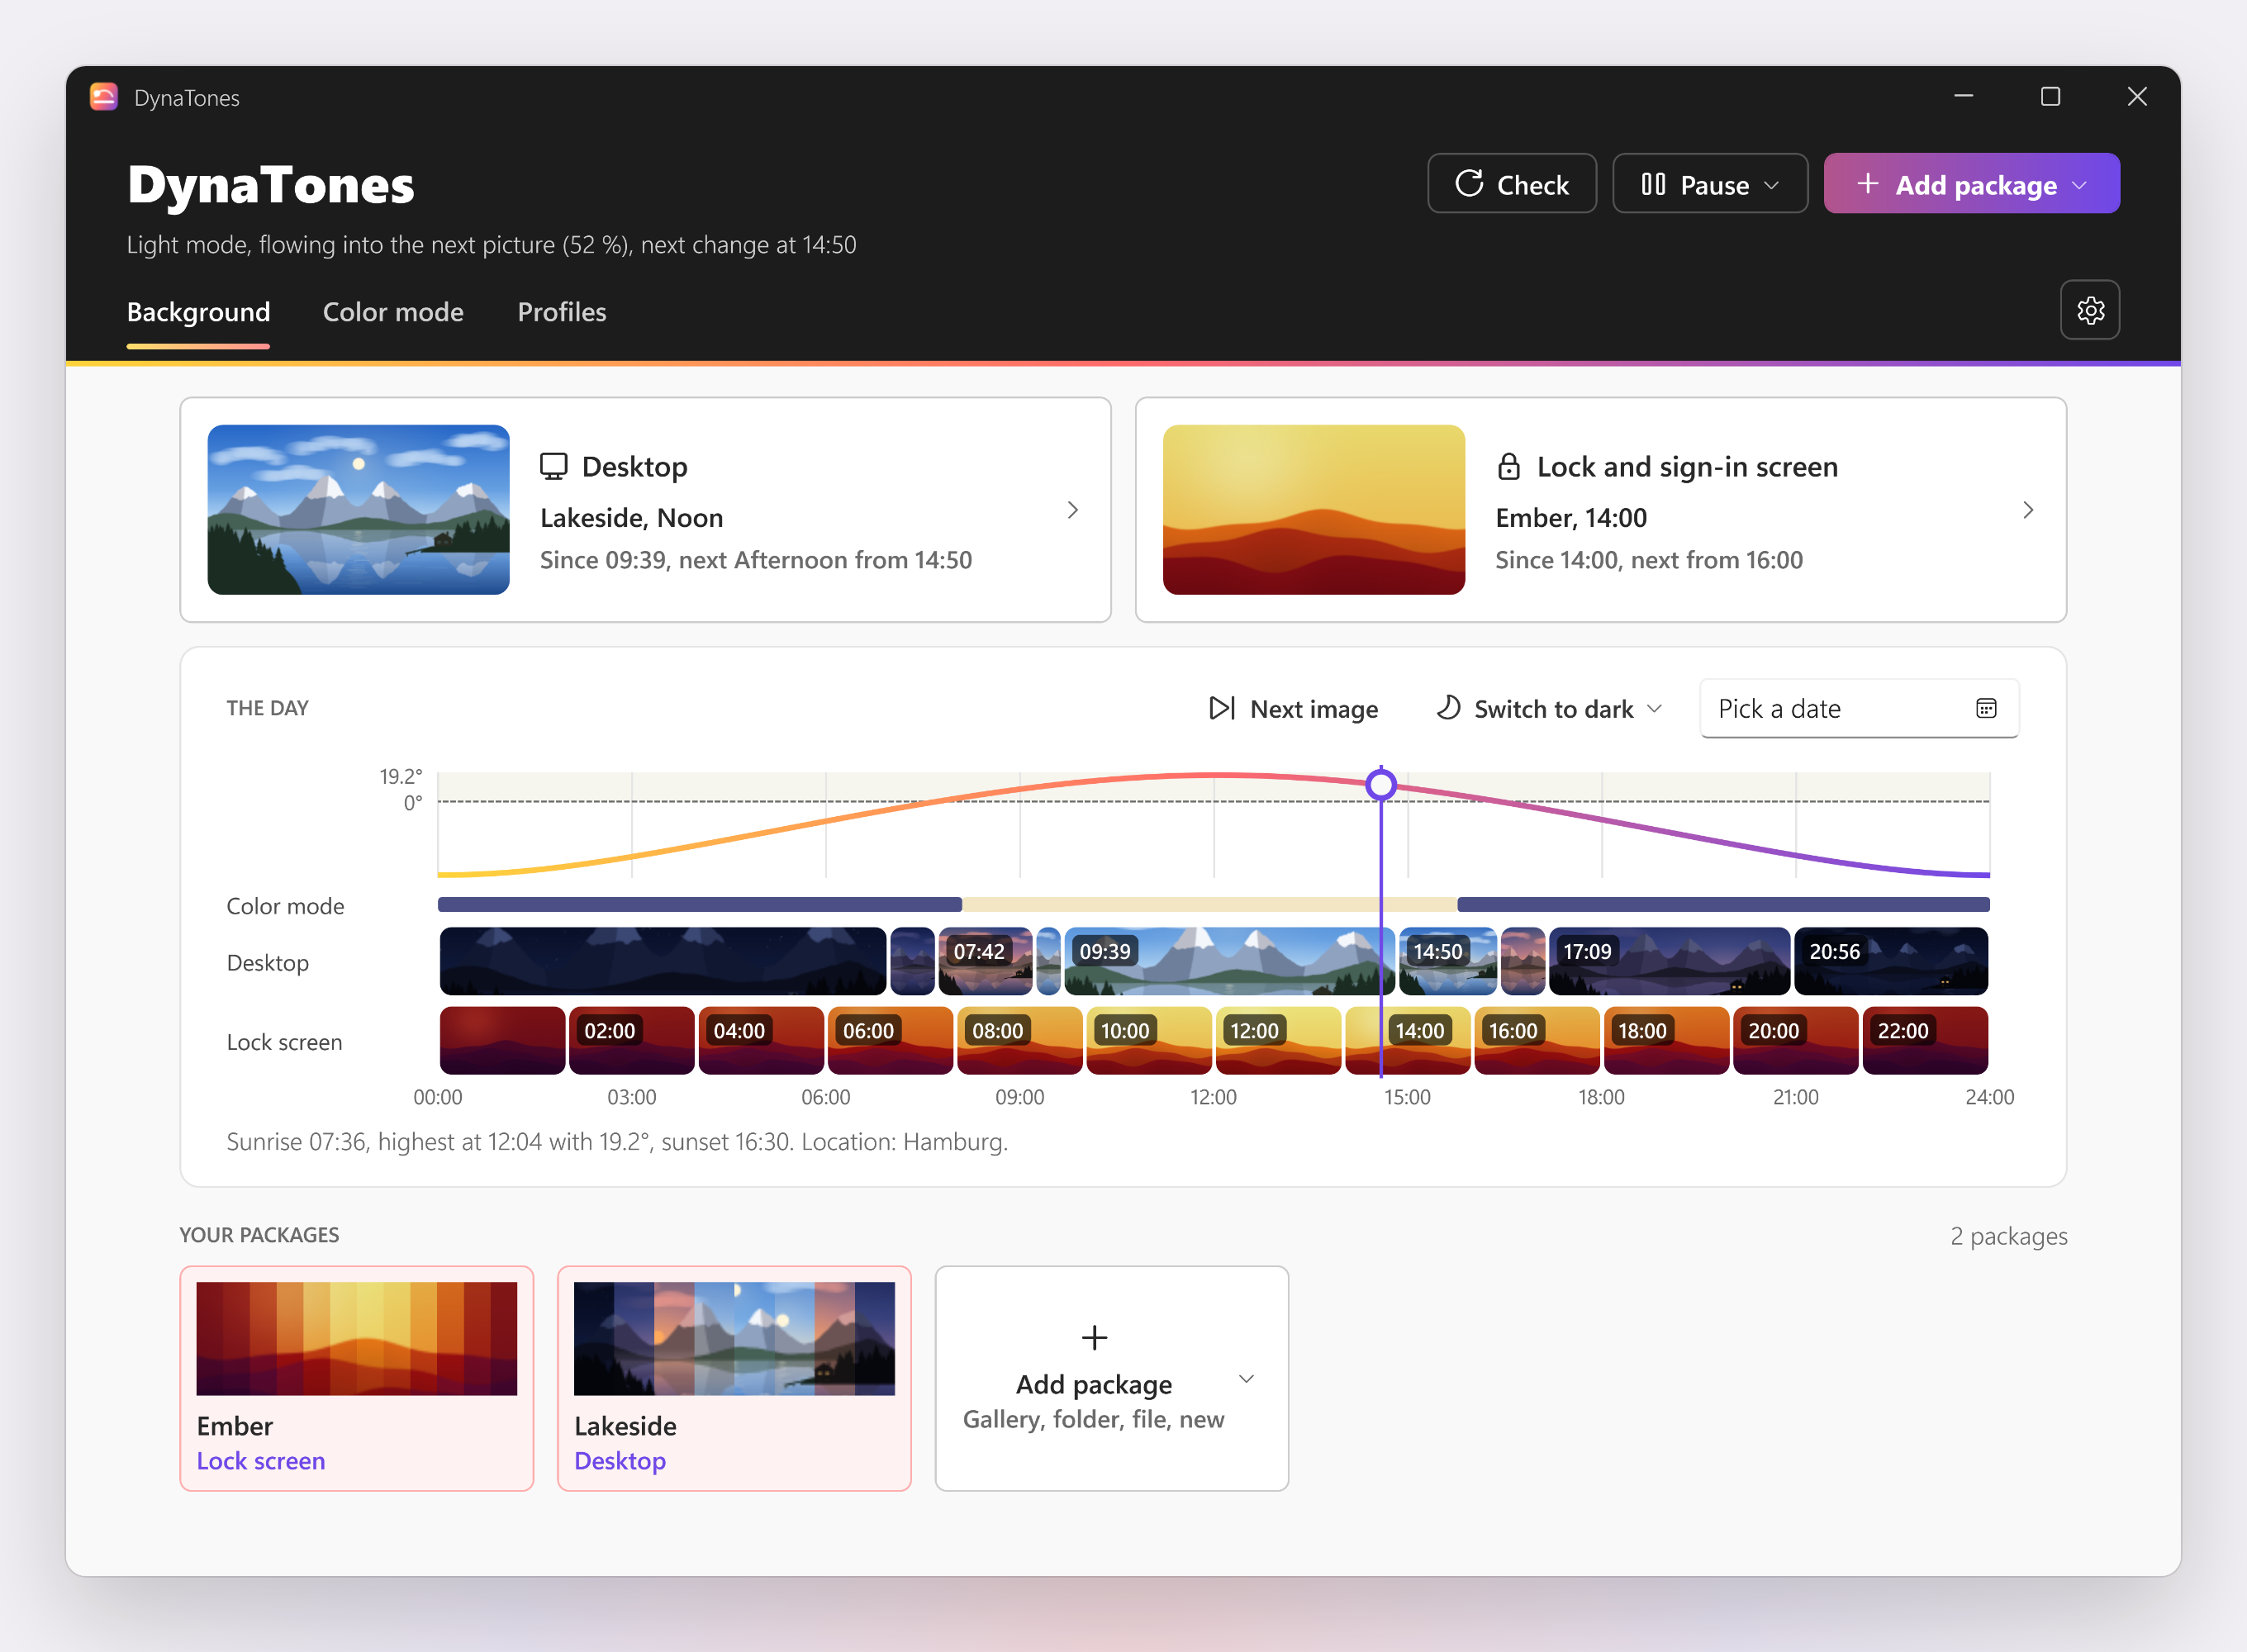 DynaTones
DynaTones
Check
Pause
Add package
Light mode, flowing into the next picture (52 %), next change at 14:50
Background
Color mode
Profiles
Desktop
Lakeside, Noon
Since 09:39, next Afternoon from 14:50
Lock and sign-in screen
Ember, 14:00
Since 14:00, next from 16:00
THE DAY
Next image
Switch to dark
Pick a date
19.2°
0°
Color mode
Desktop
07:42
09:39
14:50
17:09
20:56
Lock screen
02:00
04:00
06:00
08:00
10:00
12:00
14:00
16:00
18:00
20:00
22:00
00:00
03:00
06:00
09:00
12:00
15:00
18:00
21:00
24:00
Sunrise 07:36, highest at 12:04 with 19.2°, sunset 16:30. Location: Hamburg.
YOUR PACKAGES
2 packages
Ember
Lock screen
Lakeside
Desktop
Add package
Gallery, folder, file, new